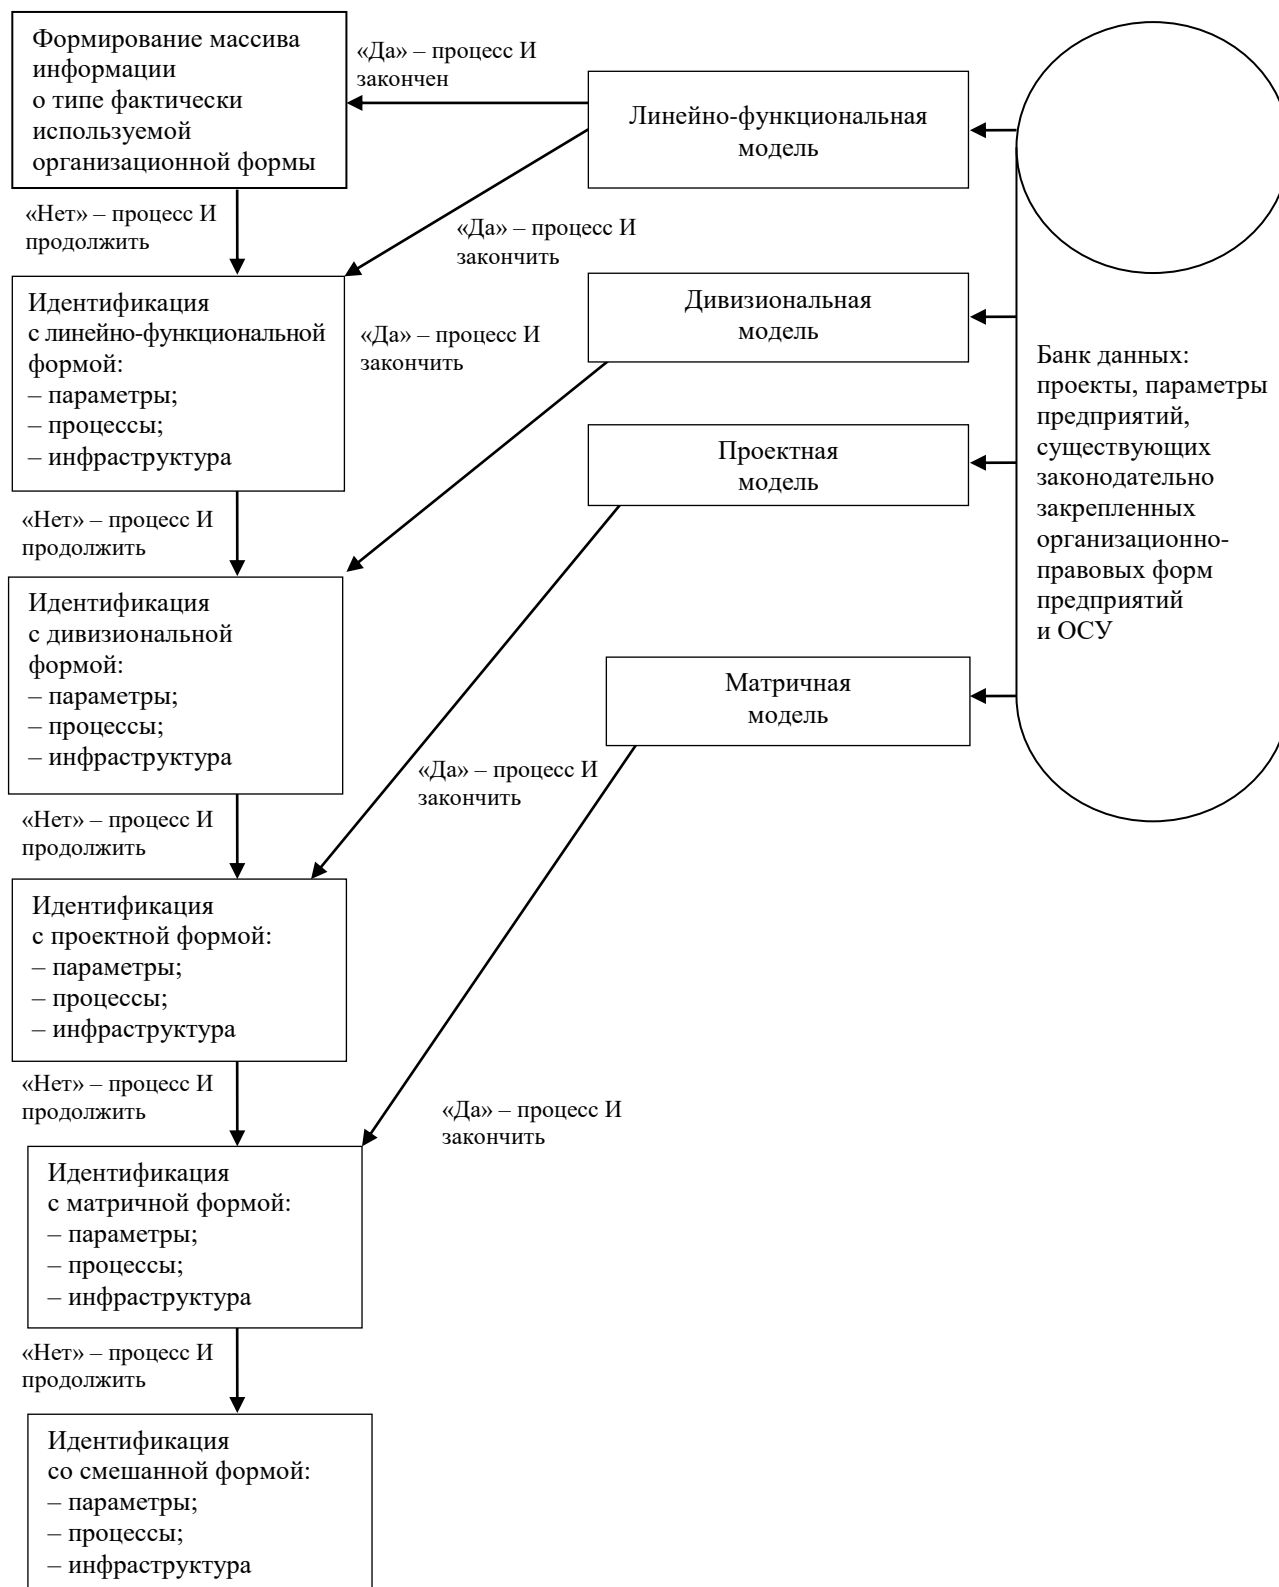 Формирование массива
информации
о типе фактически
используемой
организационной формы
«Да» – процесс И
закончен
Линейно-функциональная
модель
«Нет» – процесс И
продолжить
«Да» – процесс И
закончить
Идентификация
с линейно-функциональной
формой:
– параметры;
– процессы;
– инфраструктура
«Да» – процесс И
закончить
Дивизиональная
модель
Проектная
модель
Банк данных:
проекты, параметры
предприятий,
существующих
законодательно
закрепленных
организационно-
правовых форм
предприятий
и ОСУ
«Нет» – процесс И
продолжить
Идентификация
с дивизиональной
формой:
– параметры;
– процессы;
– инфраструктура
Матричная
модель
«Да» – процесс И
закончить
«Нет» – процесс И
продолжить
Идентификация
с проектной формой:
– параметры;
– процессы;
– инфраструктура
«Нет» – процесс И
продолжить
«Да» – процесс И
закончить
Идентификация
с матричной формой:
– параметры;
– процессы;
– инфраструктура
«Нет» – процесс И
продолжить
Идентификация
со смешанной формой:
– параметры;
– процессы;
– инфраструктура